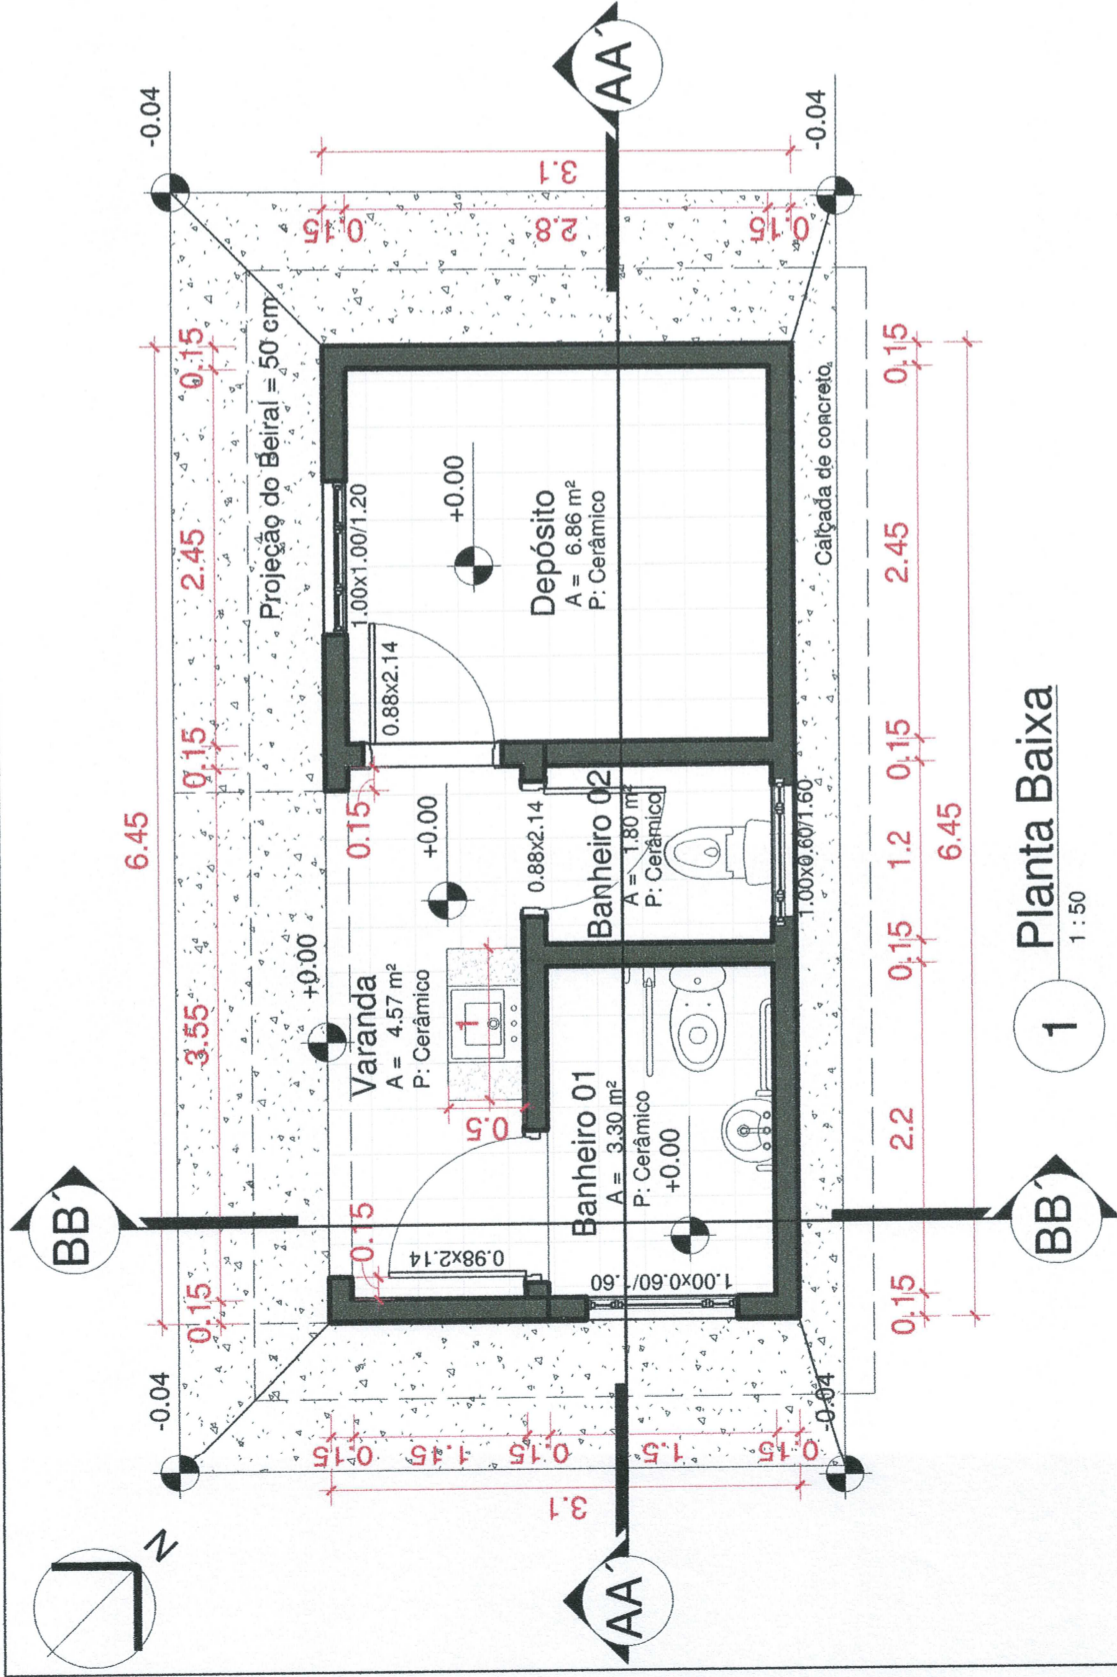 BB´
-0.04
-0.04
6.45
0.15
3.55
0.15
2.45
0.15
Projeção do Beiral = 50 cm
+0.00
N
3.1
0.15
1.15
0.15
1.5
0.15
0.15
0.15
1.00x1.00/1.20
0.15
2.8
0.15
3.1
Varanda
A = 4.57 m²
P: Cerâmico
+0.00
0.88x2.14
+0.00
0.98x2.14
0.5
1
0.88x2.14
Depósito
A = 6.86 m²
P: Cerâmico
AA´
AA´
Banheiro 01
A = 3.30 m²
P: Cerâmico
+0.00
Banheiro 02
A = 1.80 m²
P: Cerâmico
1.00x0.60/1.60
1.00x0.60/1.60
Calçada de concreto
-0.04
-0.04
0.15
2.2
0.15
1.2
0.15
2.45
0.15
6.45
BB´
1
Planta Baixa
1 : 50